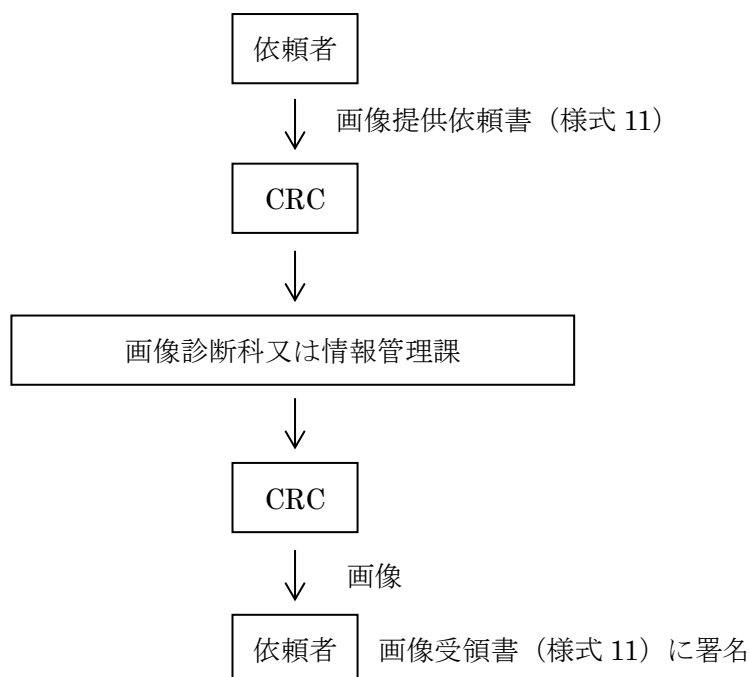 依頼者
画像提供依頼書（様式 11）
CRC
画像診断科又は情報管理課
CRC
画像
依頼者 画像受領書（様式 11）に署名